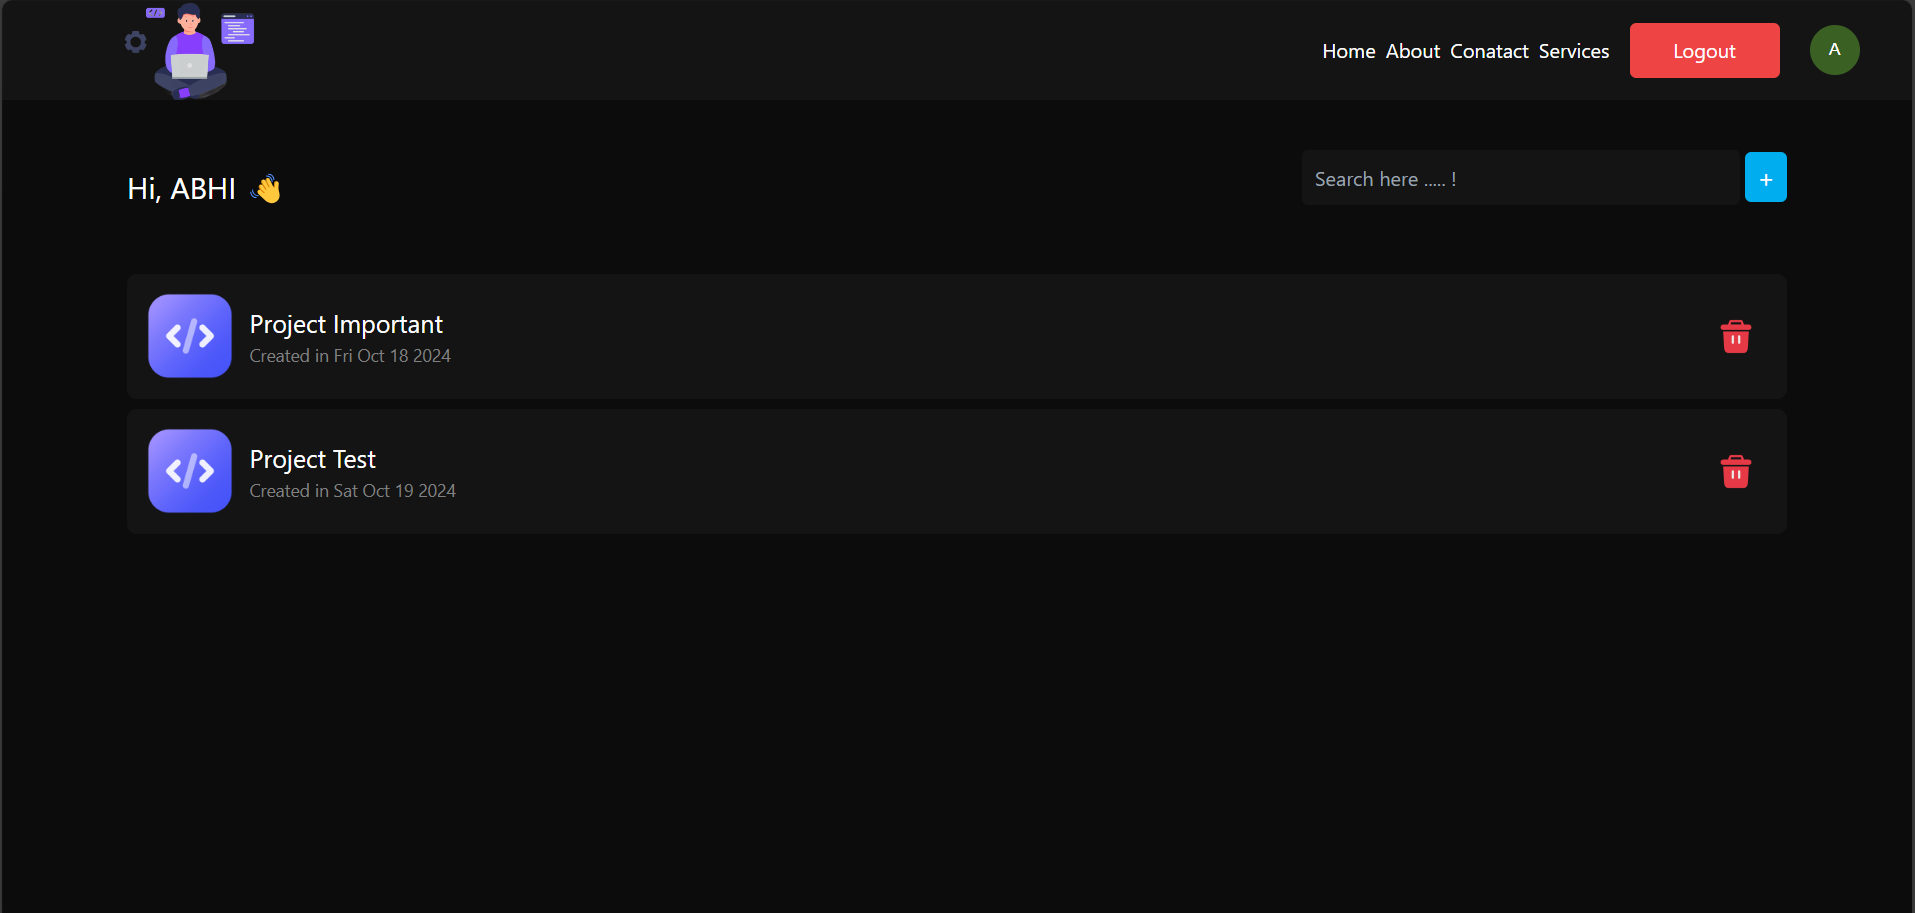 Home About Conatact Services Logout A
Hi, ABHI 👋
Search here ..... !
+
</> Project Important
Created in Fri Oct 18 2024
</> Project Test
Created in Sat Oct 19 2024